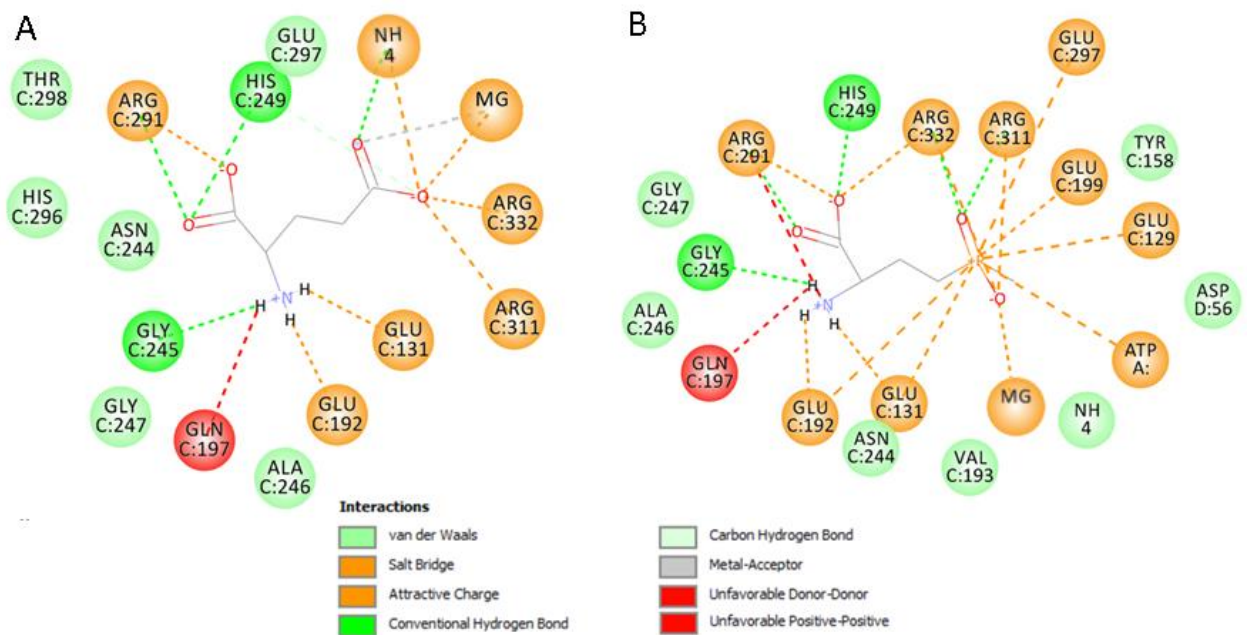 A
B
GLU
C:297
NH
4
THR
C:298
HIS
C:249
ARG
C:291
MG
HIS
C:296
ASN
C:244
ARG
C:332
GLY
C:245
GLU
C:131
ARG
C:311
GLY
C:247
GLN
C:197
GLU
C:192
ALA
C:246
O
O
O
O
N
+
H
H
H
-
GLU
C:297
HIS
C:249
ARG
C:332
ARG
C:311
ARG
C:291
TYR
C:158
GLY
C:247
GLU
C:199
GLY
C:245
GLU
C:129
ALA
C:246
ASP
D:56
GLN
C:197
ATP
A:
GLU
C:192
GLU
C:131
MG
NH
4
ASN
C:244
VAL
C:193
O
O
O
O
N
+
H
H
H
-
Interactions
van der Waals
Salt Bridge
Attractive Charge
Conventional Hydrogen Bond
Carbon Hydrogen Bond
Metal-Acceptor
Unfavorable Donor-Donor
Unfavorable Positive-Positive